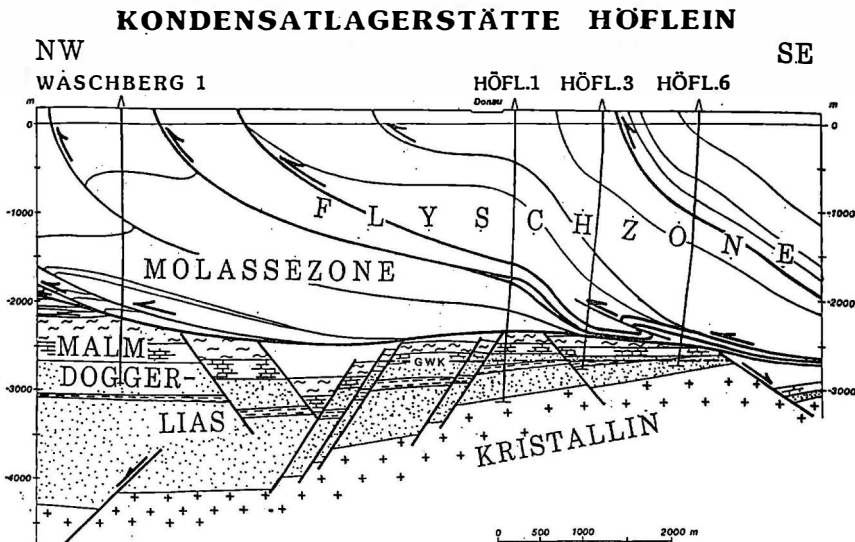 KONDENSATLAGERSTÄTTE HÖFLEIN
NW SE
WASCHBERG 1 HÖFL.1 HÖFL.3 HÖFL.6
m Donau m
0 0
-1000 -1000
FLYSCHZONE
MOLASSEZONE
-2000 -2000
MALM
GWK
DOGGER-
-3000 -3000
LIAS
KRISTALLIN
-4000
0 500 1000 2000 m